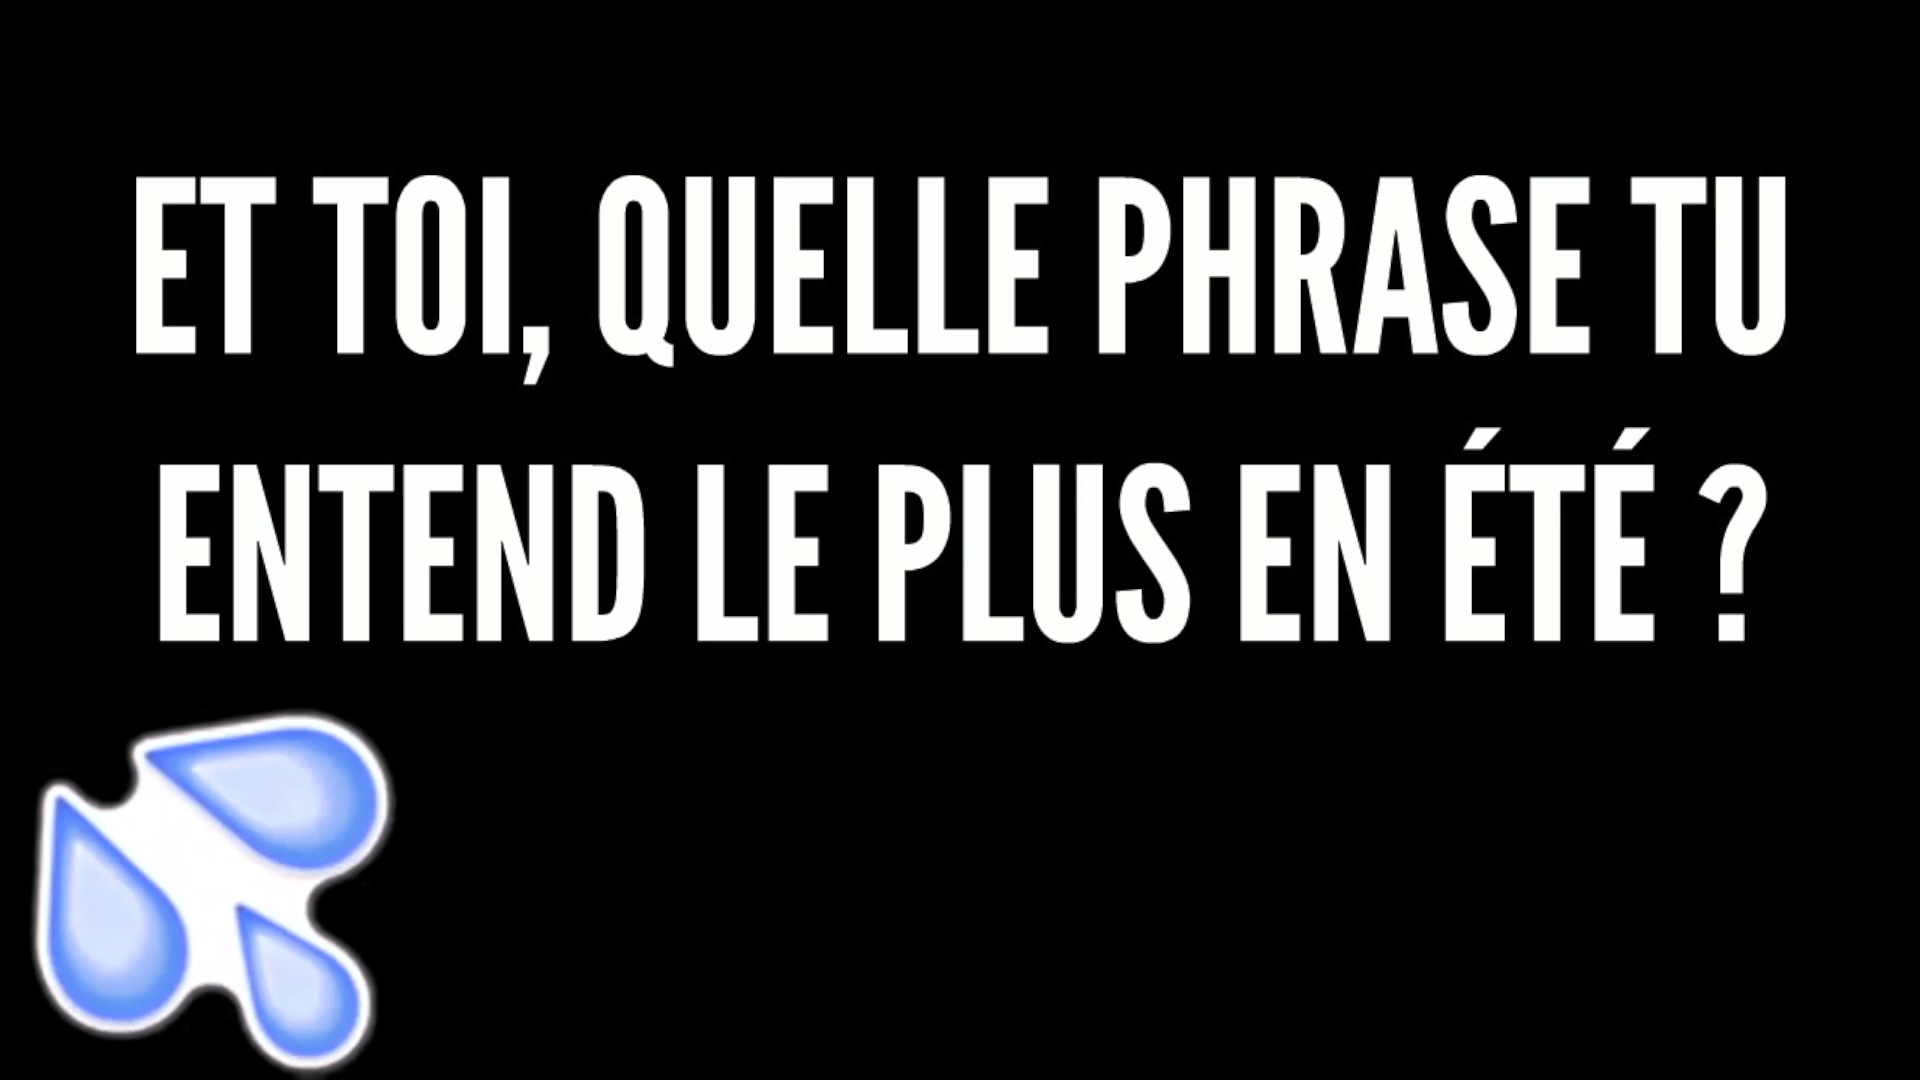 ET TOI, QUELLE PHRASE TU
ENTEND LE PLUS EN ÉTÉ ?